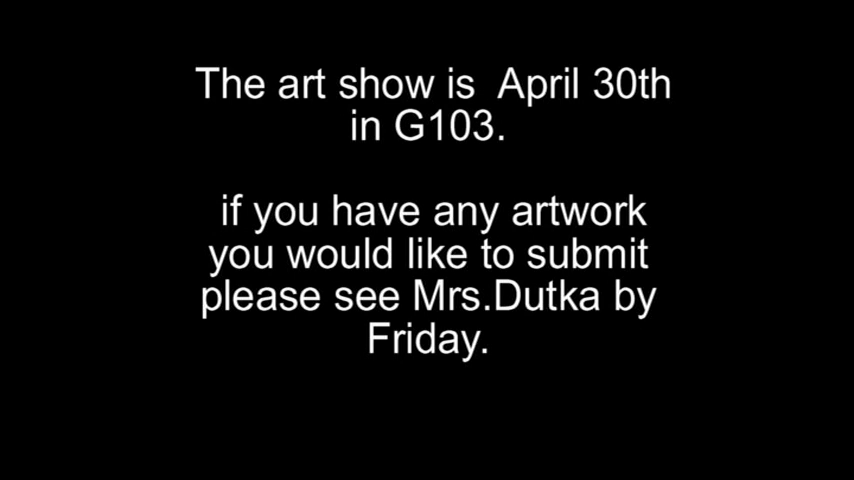 The art show is  April 30th
in G103.
if you have any artwork
you would like to submit
please see Mrs.Dutka by
Friday.